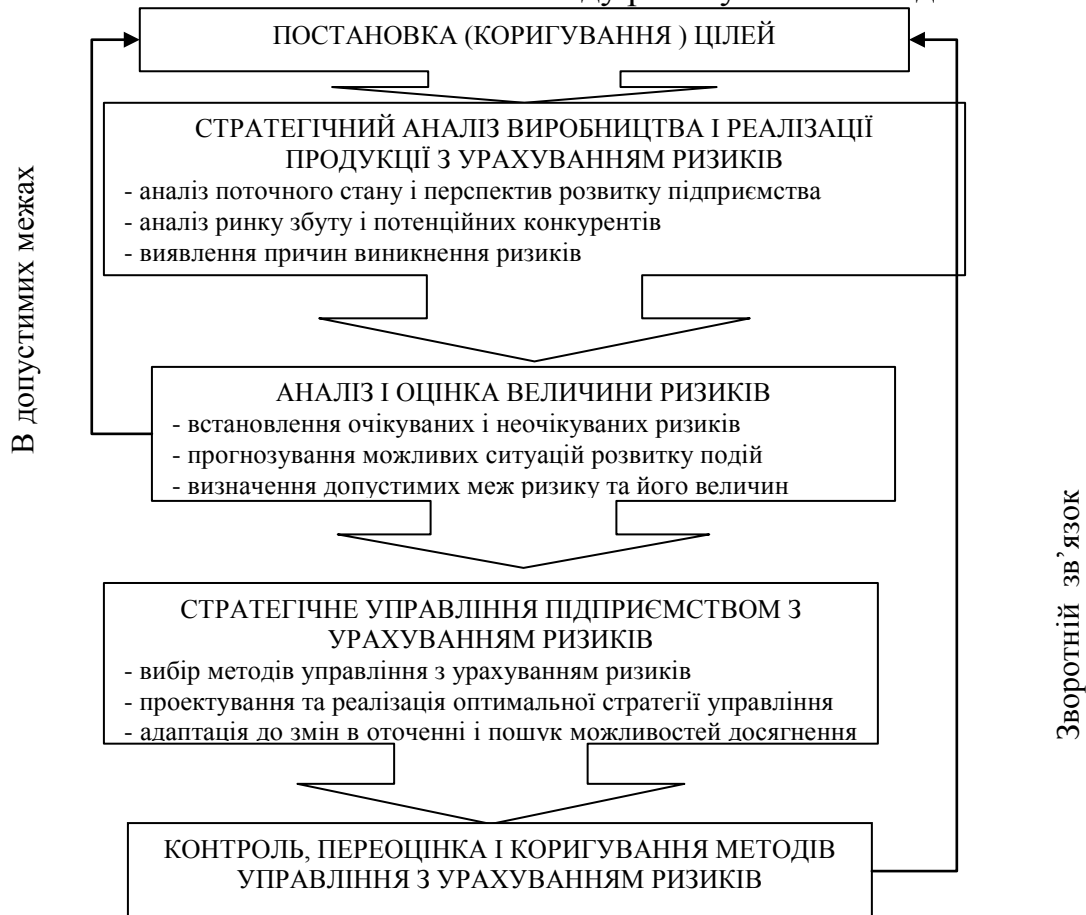 ПОСТАНОВКА (КОРИГУВАННЯ ) ЦІЛЕЙ
СТРАТЕГІЧНИЙ АНАЛІЗ ВИРОБНИЦТВА І РЕАЛІЗАЦІЇ
ПРОДУКЦІЇ З УРАХУВАННЯМ РИЗИКІВ
- аналіз поточного стану і перспектив розвитку підприємства
- аналіз ринку збуту і потенційних конкурентів
- виявлення причин виникнення ризиків
В допустимих межах
АНАЛІЗ І ОЦІНКА ВЕЛИЧИНИ РИЗИКІВ
- встановлення очікуваних і неочікуваних ризиків
- прогнозування можливих ситуацій розвитку подій
- визначення допустимих меж ризику та його величин
Зворотній зв’язок
СТРАТЕГІЧНЕ УПРАВЛІННЯ ПІДПРИЄМСТВОМ З
УРАХУВАННЯМ РИЗИКІВ
- вибір методів управління з урахуванням ризиків
- проектування та реалізація оптимальної стратегії управління
- адаптація до змін в оточенні і пошук можливостей досягнення
КОНТРОЛЬ, ПЕРЕОЦІНКА І КОРИГУВАННЯ МЕТОДІВ
УПРАВЛІННЯ З УРАХУВАННЯМ РИЗИКІВ